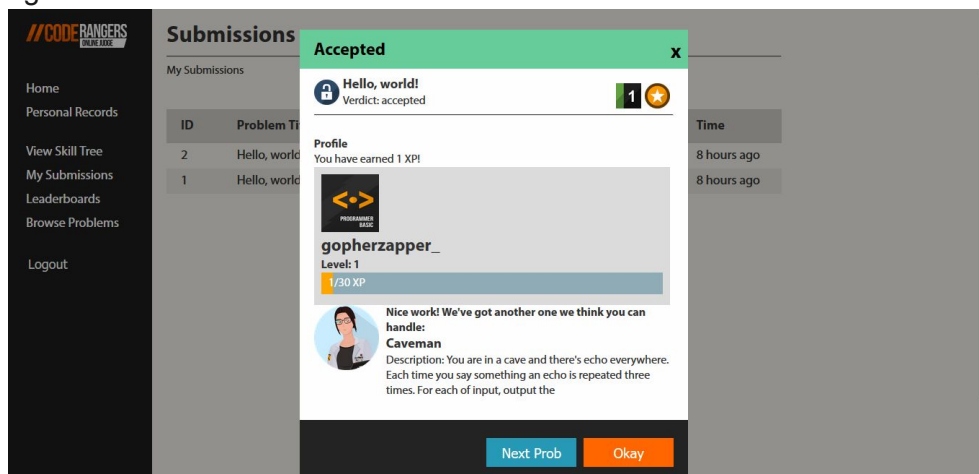 //CODERANGERS
ONLINE JUDGE
Home
Personal Records
View Skill Tree
My Submissions
Leaderboards
Browse Problems
Logout
Submissions
My Submissions
ID Problem Ti Time
2 Hello, world 8 hours ago
1 Hello, world 8 hours ago
Accepted x
Hello, world!
Verdict: accepted
1
Profile
You have earned 1 XP!
<•>
PROGRAMMER
BASIC
gopherzapper_
Level: 1
1/30 XP
Nice work! We've got another one we think you can
handle:
Caveman
Description: You are in a cave and there's echo everywhere.
Each time you say something an echo is repeated three
times. For each of input, output the
Next Prob Okay